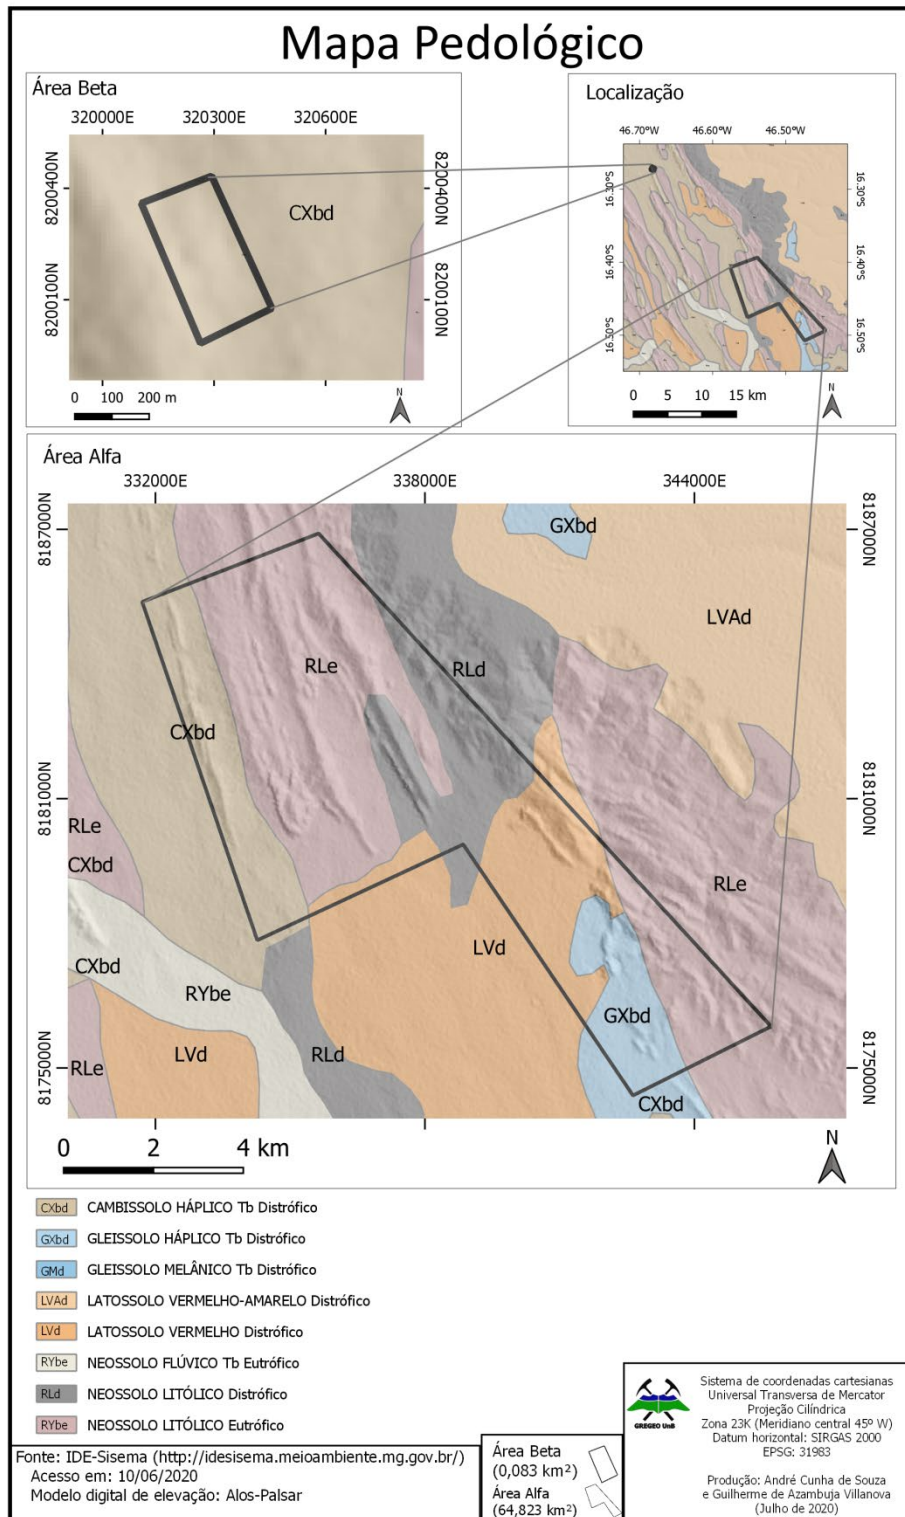 Mapa Pedológico
Área Beta
320000E 320300E 320600E
8200400N
8200400N
CXbd
8200100N
8200100N
0 100 200 m
N
Localização
46.70°W 46.60°W 46.50°W
16.30°S
16.30°S
16.40°S
16.40°S
16.50°S
16.50°S
0 5 10 15 km
N
Área Alfa
332000E 338000E 344000E
8187000N
8187000N
GXbd
LVAd
RLe
RLd
CXbd
8181000N
8181000N
RLe
CXbd
RLe
LVd
CXbd
RYbe
GXbd
LVd
RLd
8175000N
8175000N
RLe
CXbd
0 2 4 km
N
CXbd CAMBISSOLO HÁPLICO Tb Distrófico
GXbd GLEISSOLO HÁPLICO Tb Distrófico
GMd GLEISSOLO MELÂNICO Tb Distrófico
LVAd LATOSSOLO VERMELHO-AMARELO Distrófico
LVd LATOSSOLO VERMELHO Distrófico
RYbe NEOSSOLO FLÚVICO Tb Eutrófico
RLd NEOSSOLO LITÓLICO Distrófico
RYbe NEOSSOLO LITÓLICO Eutrófico
Fonte: IDE-Sisema (http://idesisema.meioambiente.mg.gov.br/)
Acesso em: 10/06/2020
Modelo digital de elevação: Alos-Palsar
Área Beta
(0,083 km²)
Área Alfa
(64,823 km²)
GREGEO UnB
Sistema de coordenadas cartesianas
Universal Transversa de Mercator
Projeção Cilíndrica
Zona 23K (Meridiano central 45º W)
Datum horizontal: SIRGAS 2000
EPSG: 31983
Produção: André Cunha de Souza
e Guilherme de Azambuja Villanova
(Julho de 2020)